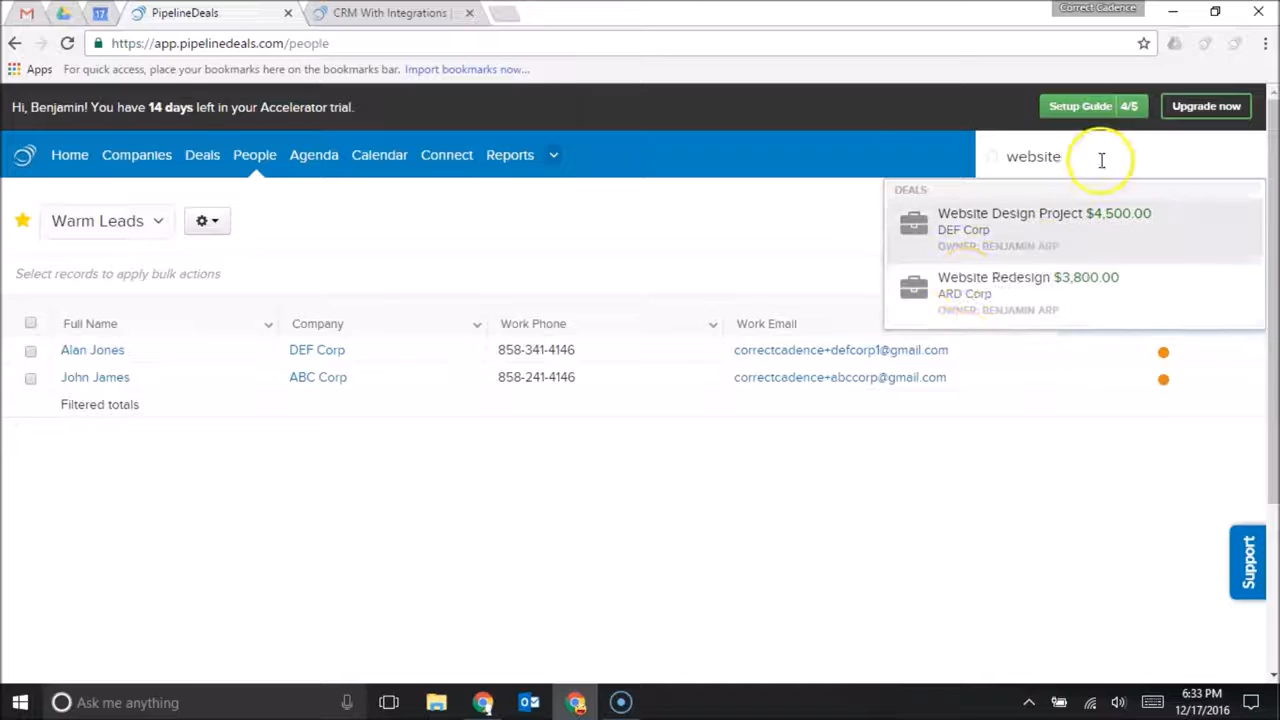 PipelineDeals
CRM With Integrations
Correct Cadence
https://app.pipelinedeals.com/people
Apps
For quick access, place your bookmarks here on the bookmarks bar. Import bookmarks now...
Hi, Benjamin! You have 14 days left in your Accelerator trial.
Setup Guide 4/5
Upgrade now
Home Companies Deals People Agenda Calendar Connect Reports
website
DEALS
Website Design Project $4,500.00
DEF Corp
OWNER: BENJAMIN ARP
Website Redesign $3,800.00
ARD Corp
OWNER: BENJAMIN ARP
Warm Leads
Select records to apply bulk actions
Full Name Company Work Phone Work Email
Alan Jones DEF Corp 858-341-4146 correctcadence+defcorp1@gmail.com
John James ABC Corp 858-241-4146 correctcadence+abccorp@gmail.com
Filtered totals
Support
Ask me anything
6:33 PM
12/17/2016